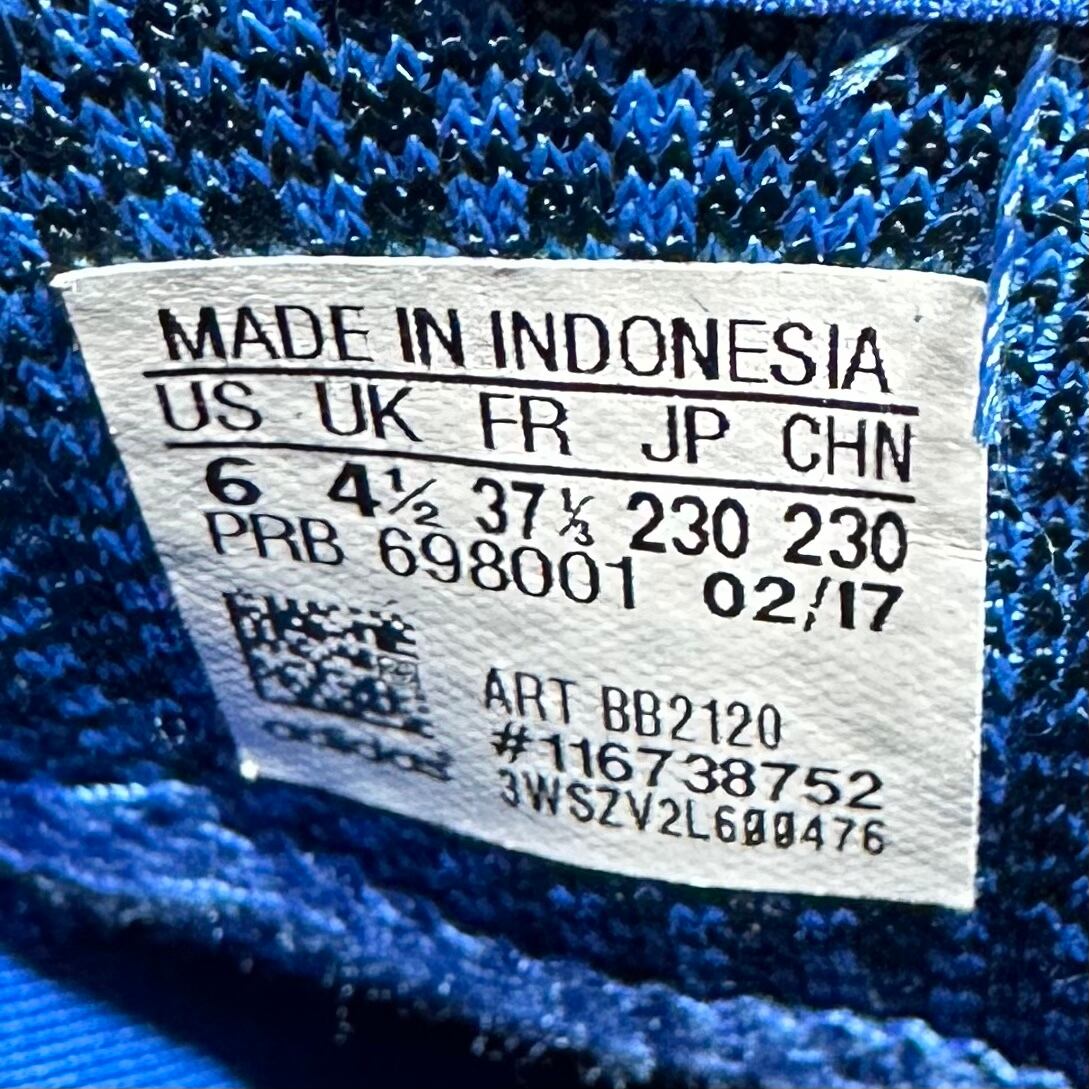 MADE IN INDONESIA
US UK FR JP CHN
6 4½ 37⅓ 230 230
PRB 698001 02/17
ART BB2120
adidas #116738752
3WSZV2L600476